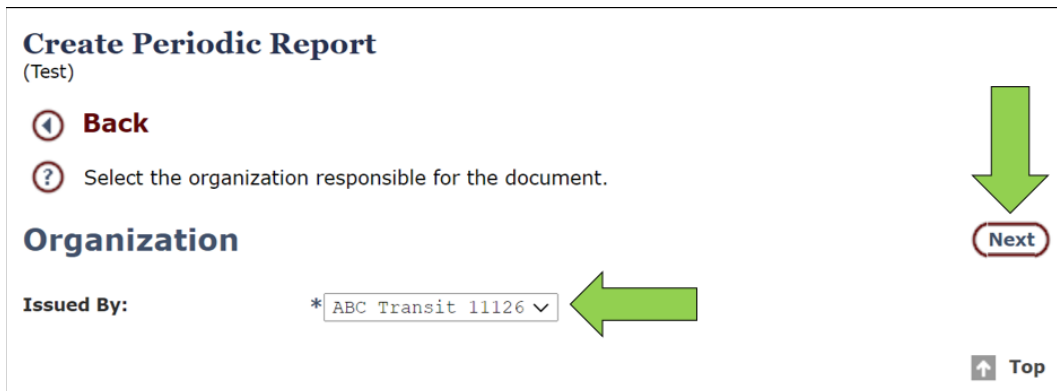 Create Periodic Report
(Test)
Back
? Select the organization responsible for the document.
Organization
Next
Issued By: *ABC Transit 11126
Top